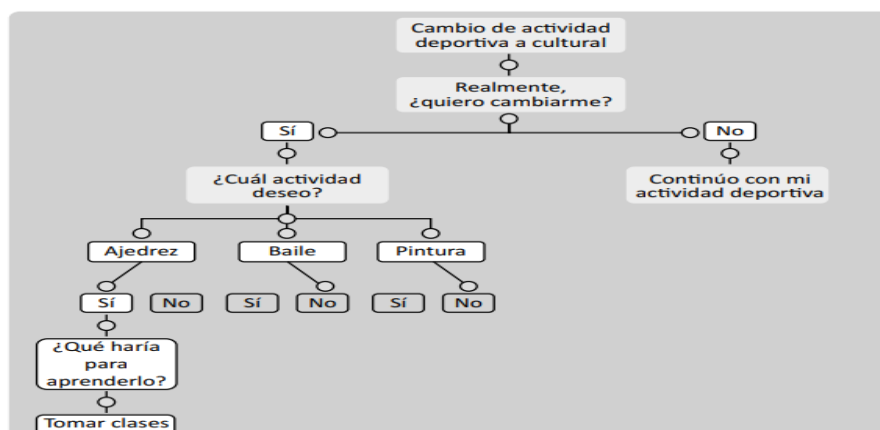 Cambio de actividad
deportiva a cultural
Realmente,
¿quiero cambiarme?
Sí
No
¿Cuál actividad
deseo?
Continúo con mi
actividad deportiva
Ajedrez
Baile
Pintura
Sí
No
Sí
No
Sí
No
¿Qué haría
para
aprenderlo?
Tomar clases